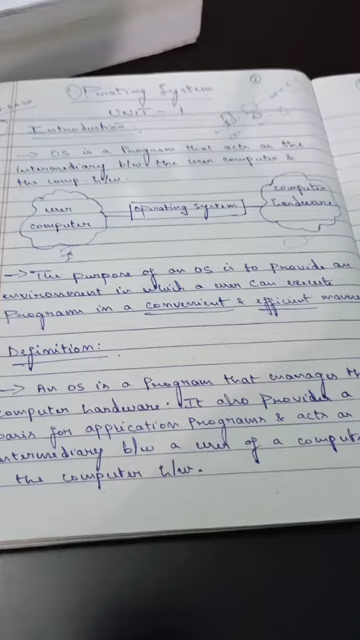 Operating System
UNIT - 1
Introduction:
→ OS is a Program that acts as the
intermediary b/w the user computer &
the comp. h/w.
user
computer
operating system
computer
hardware
→ The purpose of an OS is to provide an
environment in which a user can execute
Programs in a convenient & efficient
Definition:
→ An OS is a Program that manages th
computer hardware. It also provides a
basis for application Programs & acts as
intermediary b/w a user of a comput
the computer h/w.